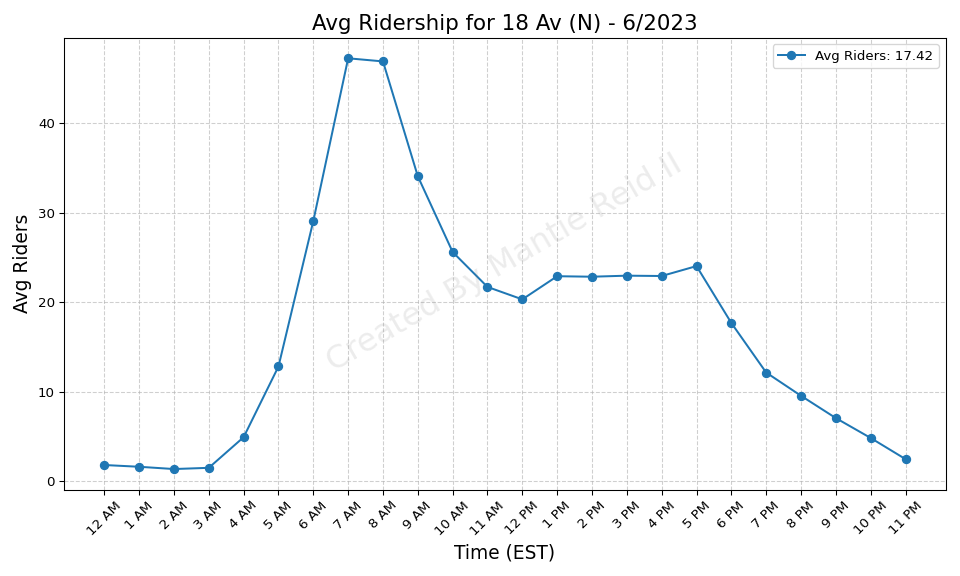 Avg Ridership for 18 Av (N) - 6/2023
Avg Riders: 17.42
Avg Riders
40
30
20
10
0
Created By Mantie Reid II
12 AM 1 AM 2 AM 3 AM 4 AM 5 AM 6 AM 7 AM 8 AM 9 AM 10 AM 11 AM 12 PM 1 PM 2 PM 3 PM 4 PM 5 PM 6 PM 7 PM 8 PM 9 PM 10 PM 11 PM
Time (EST)